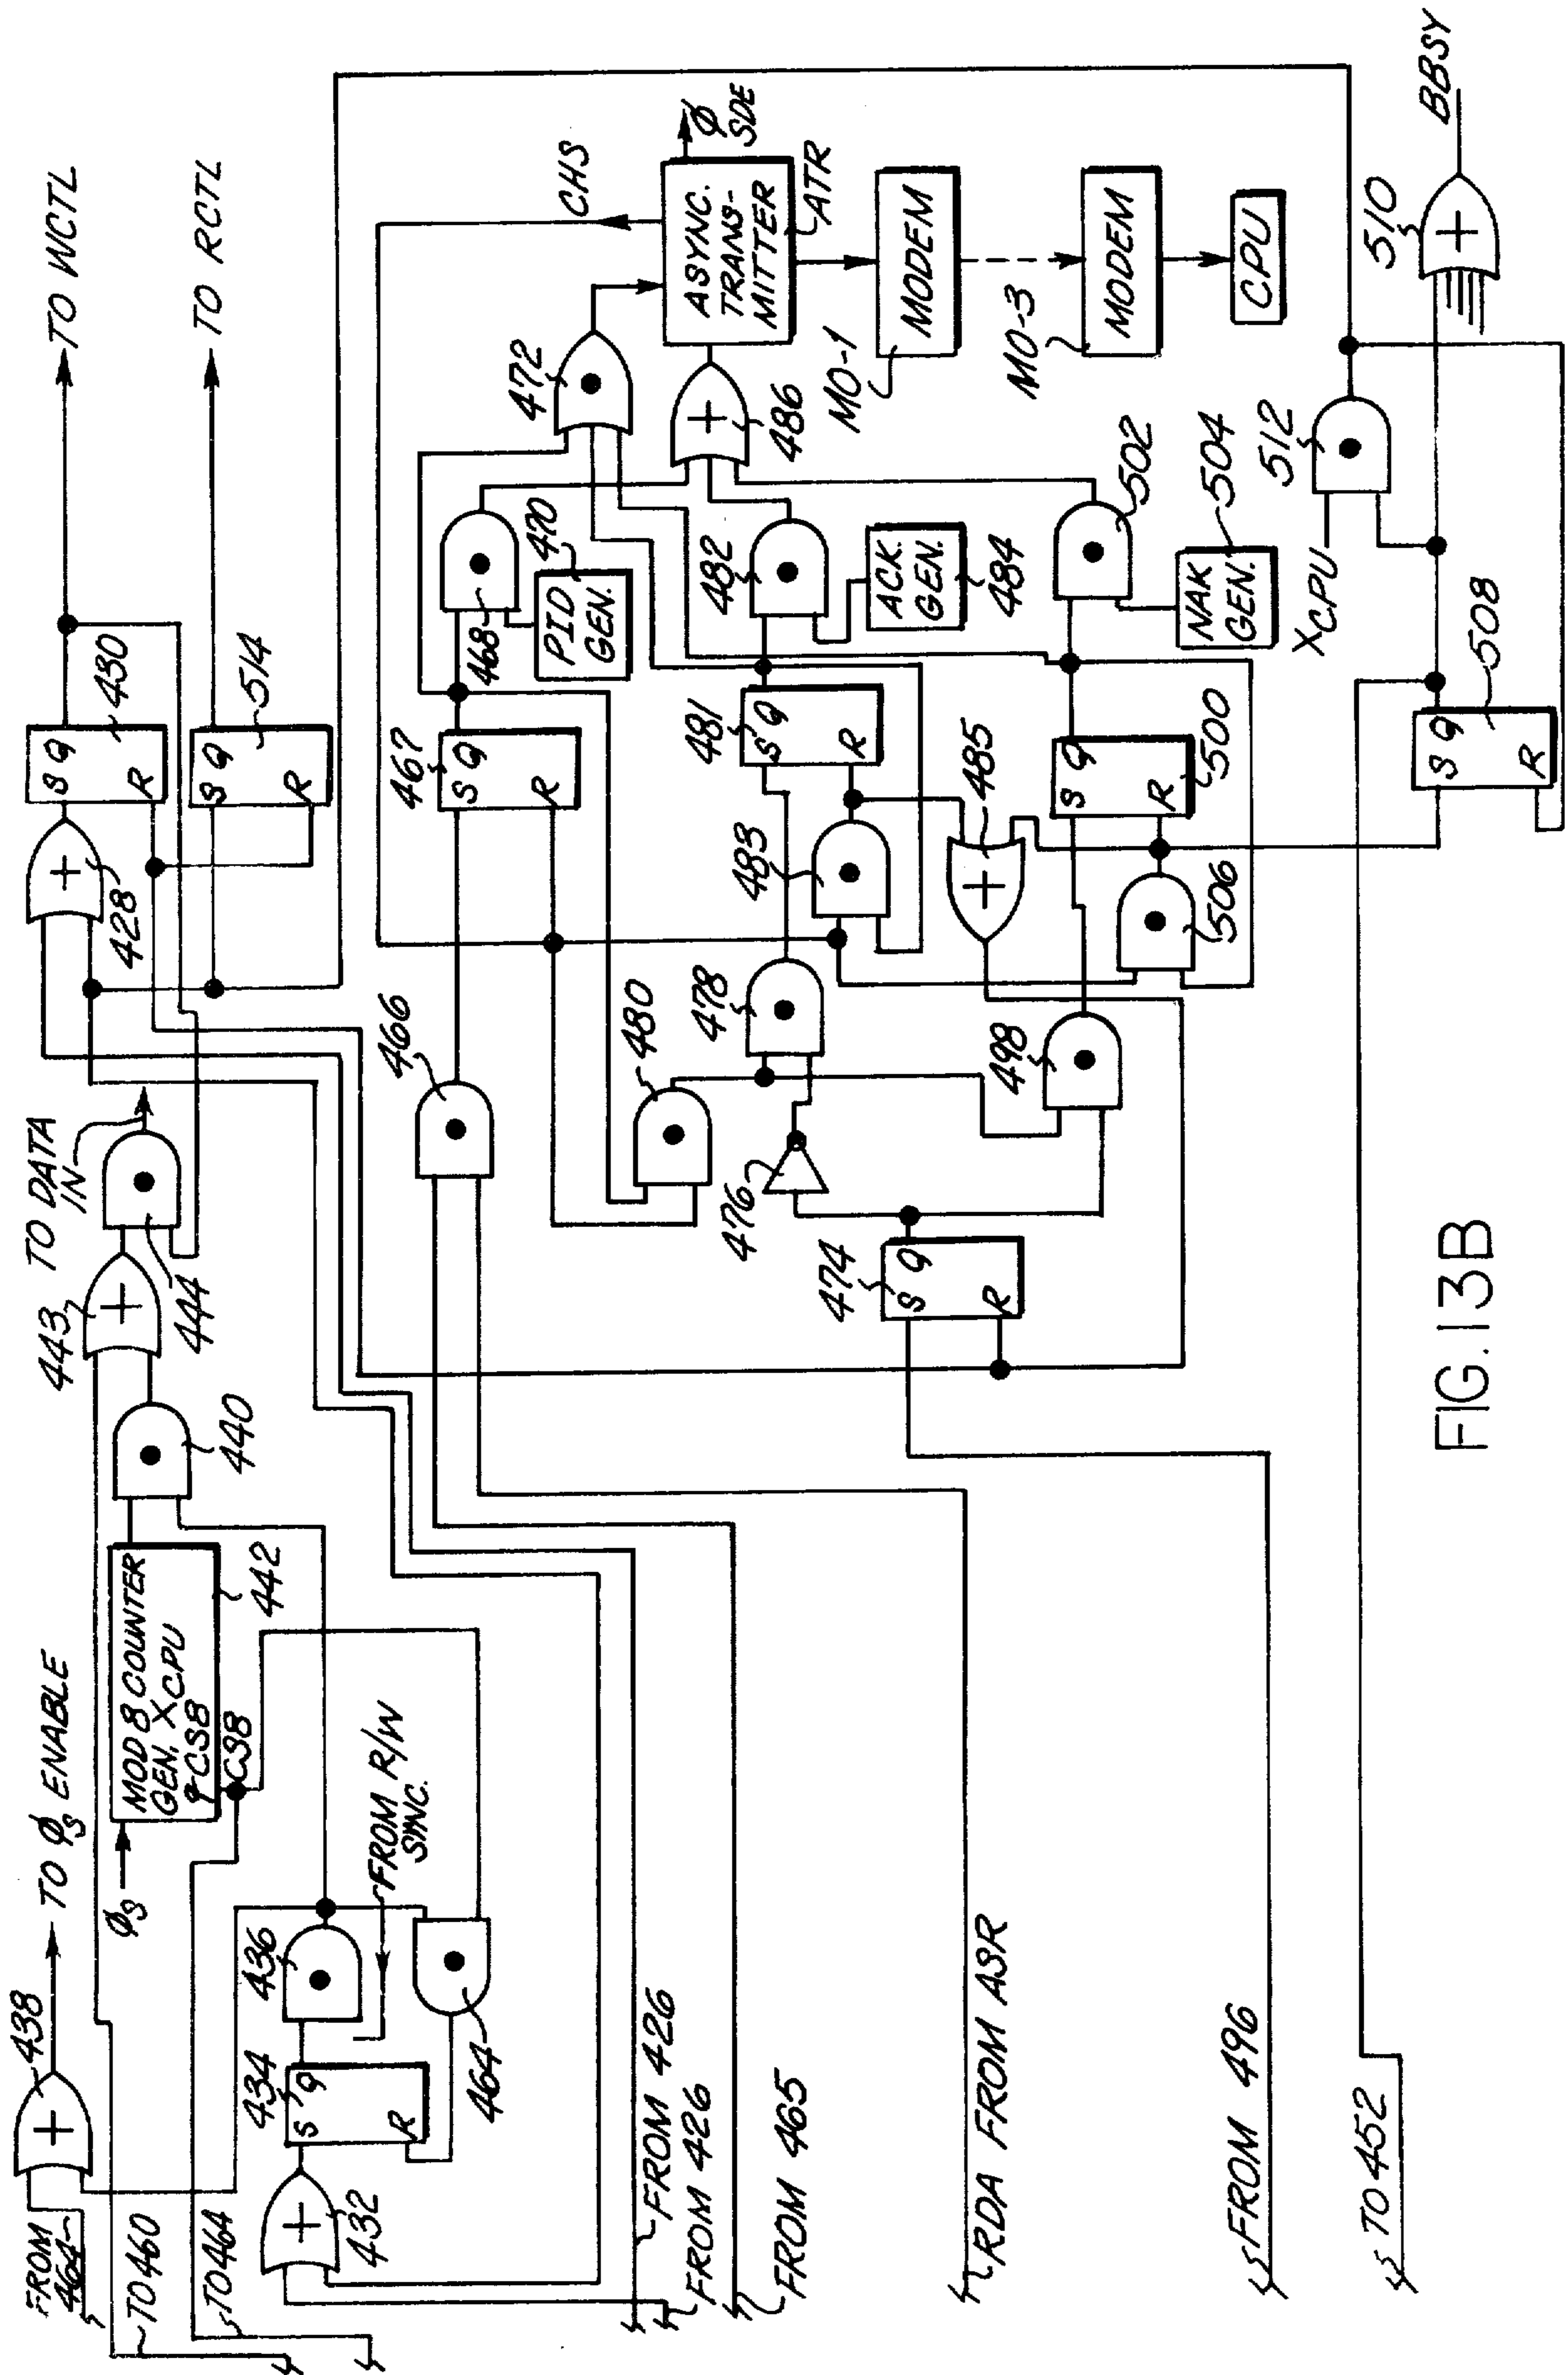 TO WCTL
TO RCTL
430
S Q
R
514
S Q
R
428
TO DATA
IN
443
444
440
TO ϕS ENABLE
438
FROM
464
TO 460
TO 464
ϕS
MOD 8 COUNTER
GEN. XCPU
& CS8
CS8
442
436
FROM R/W
SYNC.
434
S Q
R
464
432
FROM 426
FROM 426
FROM 465
RDA FROM ASR
FROM 496
TO 452
CHS
ASYNC.
TRANS-
MITTER
ϕ
SDE
ATR
472
486
MO-1
MODEM
MO-3
MODEM
CPU
468
470
PID
GEN.
467
S Q
R
466
482
ACK.
GEN.
484
481
S Q
R
483
485
480
478
476
474
S Q
R
498
502
504
NAK
GEN.
500
S Q
R
506
512
XCPU
510
BBSY
508
S Q
R
FIG. 13B